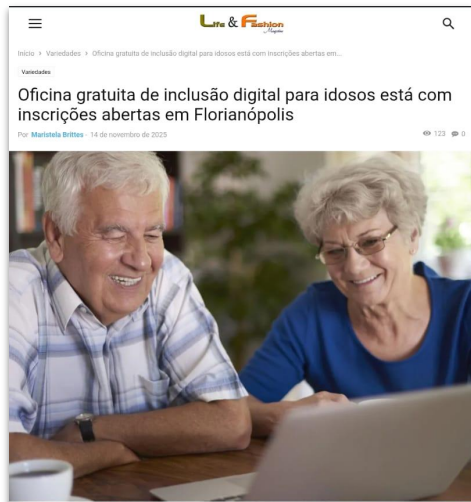 Life & Fashion
Magazine
Início > Variedades > Oficina gratuita de inclusão digital para idosos está com inscrições abertas em...
Variedades
Oficina gratuita de inclusão digital para idosos está com
inscrições abertas em Florianópolis
Por Maristela Brittes - 14 de novembro de 2025
123
0